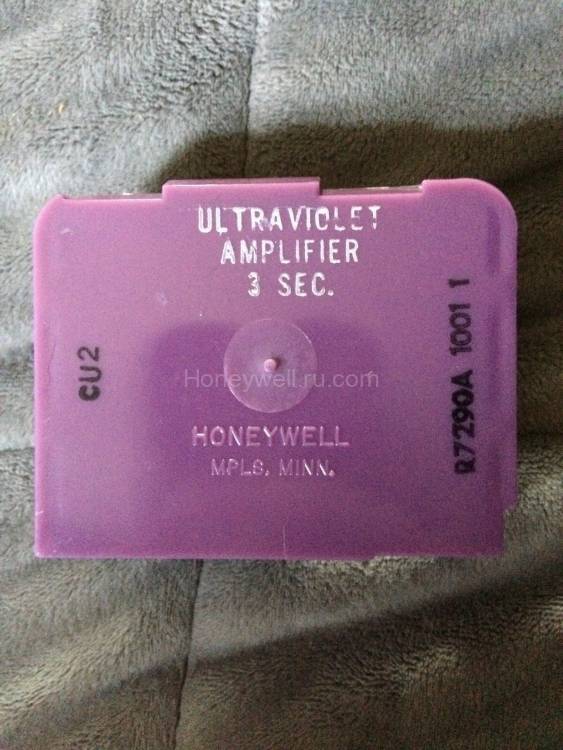 ULTRAVIOLET
AMPLIFIER
3 SEC.
CU2
R7290A 1001 1
Honeywell.ru.com
HONEYWELL
MPLS. MINN.